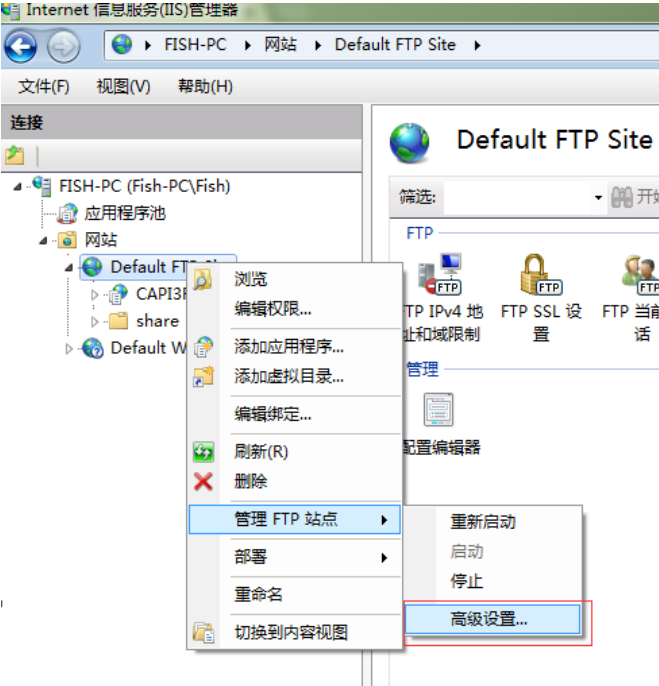 Internet 信息服务(IIS)管理器
FISH-PC 网站 Default FTP Site
文件(F) 视图(V) 帮助(H)
连接
FISH-PC (Fish-PC\Fish)
应用程序池
网站
Default FT
CAPI3
share
Default W
浏览
编辑权限...
添加应用程序...
添加虚拟目录...
编辑绑定...
刷新(R)
删除
管理 FTP 站点
部署
重命名
切换到内容视图
重新启动
启动
停止
高级设置...
Default FTP Site
筛选: 开始
FTP
FTP FTP FTP
TP IPv4 地 FTP SSL 设 FTP 当前
址和域限制 置 话
管理
配置编辑器